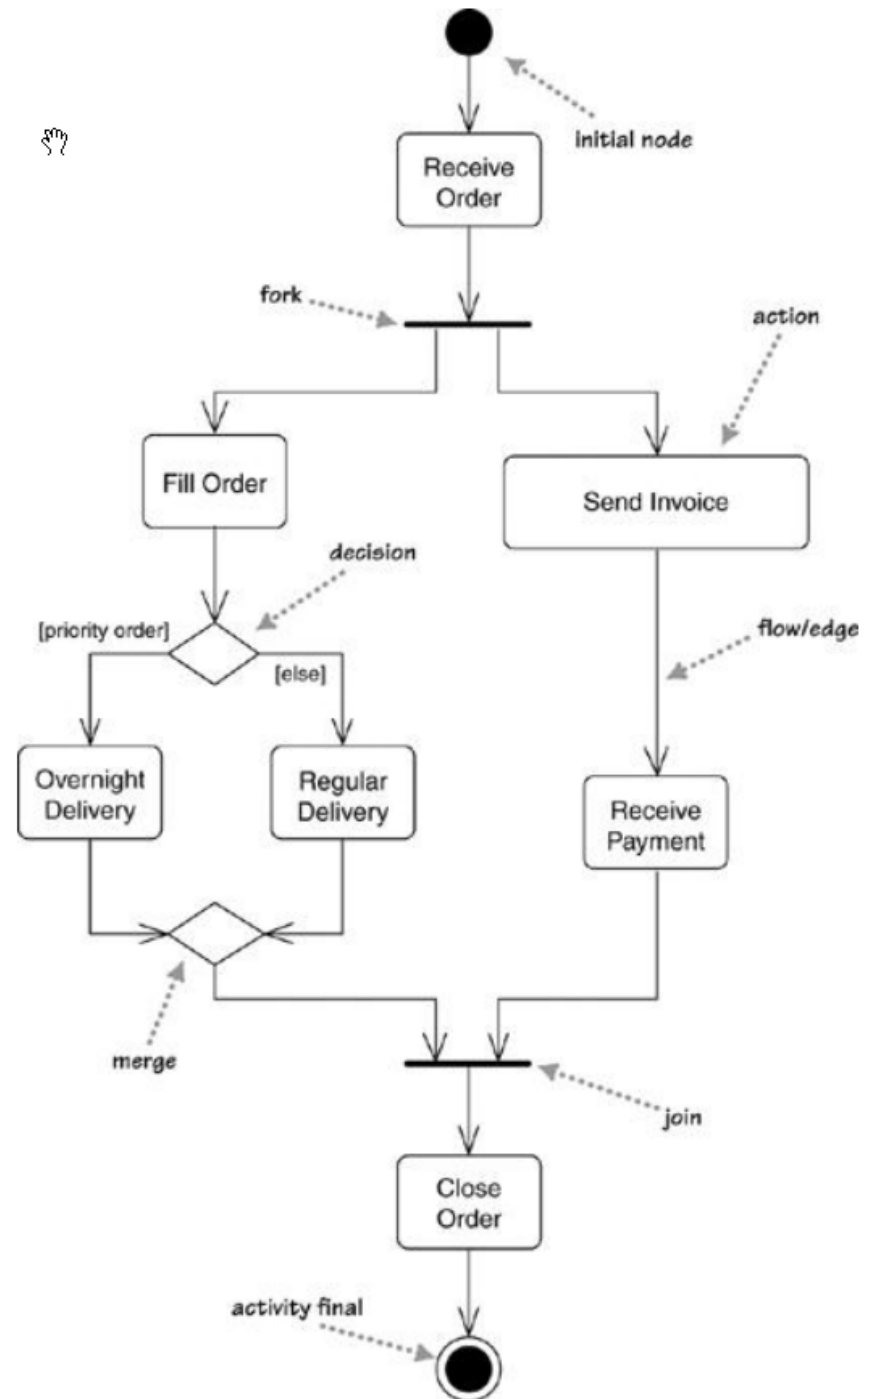 initial node
Receive
Order
fork
action
Fill Order
Send Invoice
decision
[priority order]
flow/edge
[else]
Overnight
Delivery
Regular
Delivery
Receive
Payment
merge
join
Close
Order
activity final